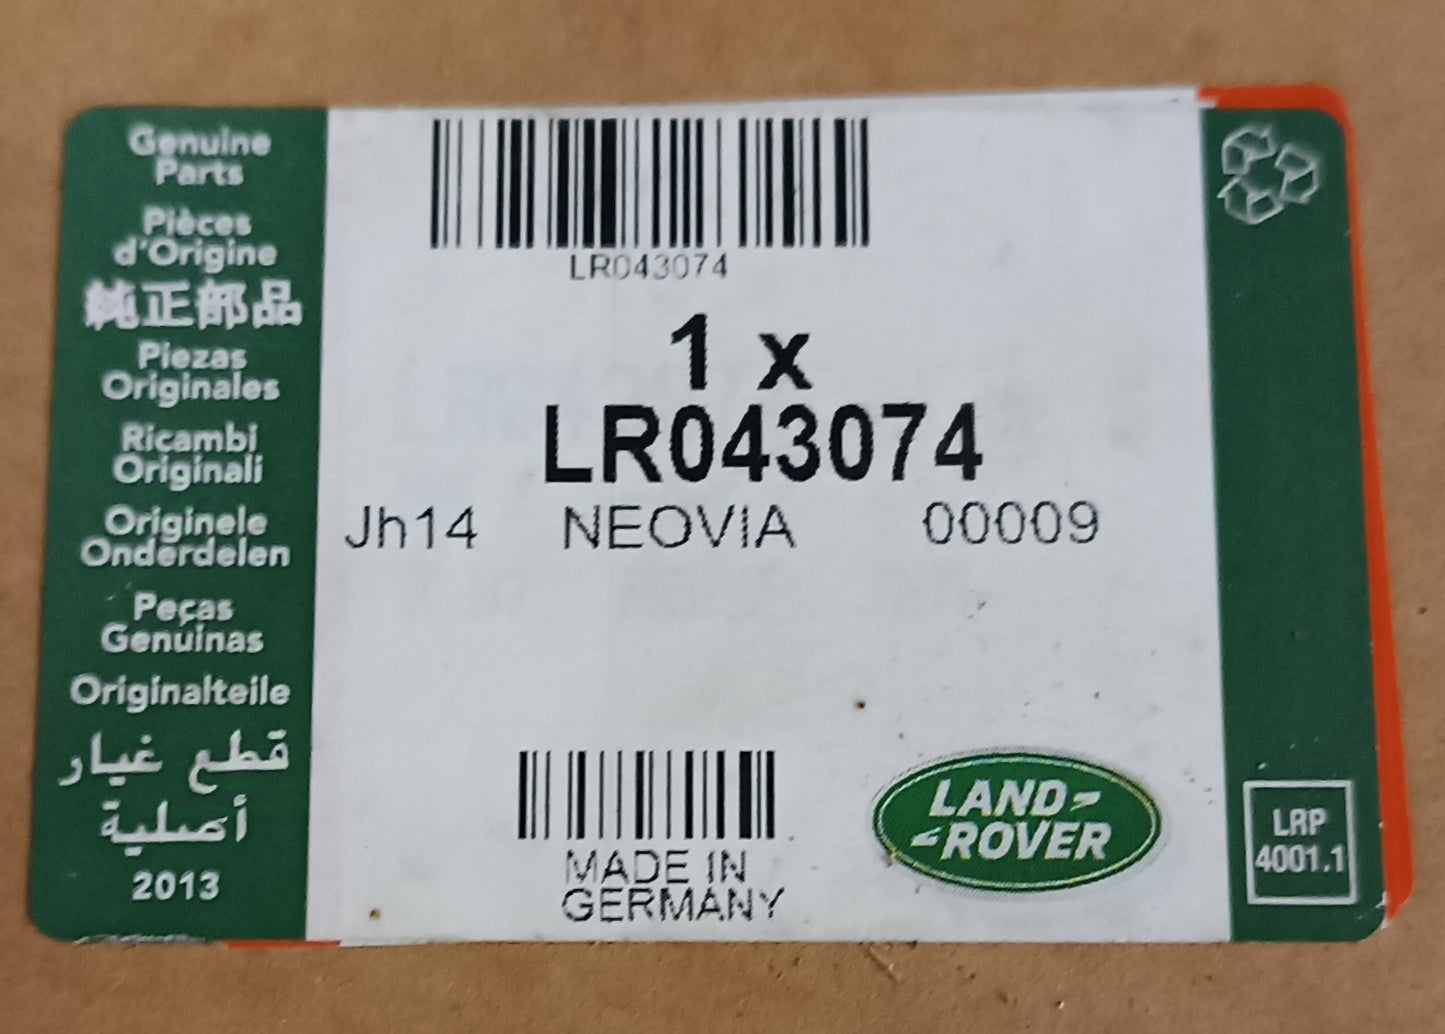 Genuine
Parts
Pièces
d'Origine
純正部品
Piezas
Originales
Ricambi
Originali
Originele
Onderdelen
Peças
Genuinas
Originalteile
قطع غيار
أصلية
2013
LR043074
1 x
LR043074
Jh14 NEOVIA 00009
MADE IN
GERMANY
LAND-
ROVER
LRP
4001.1